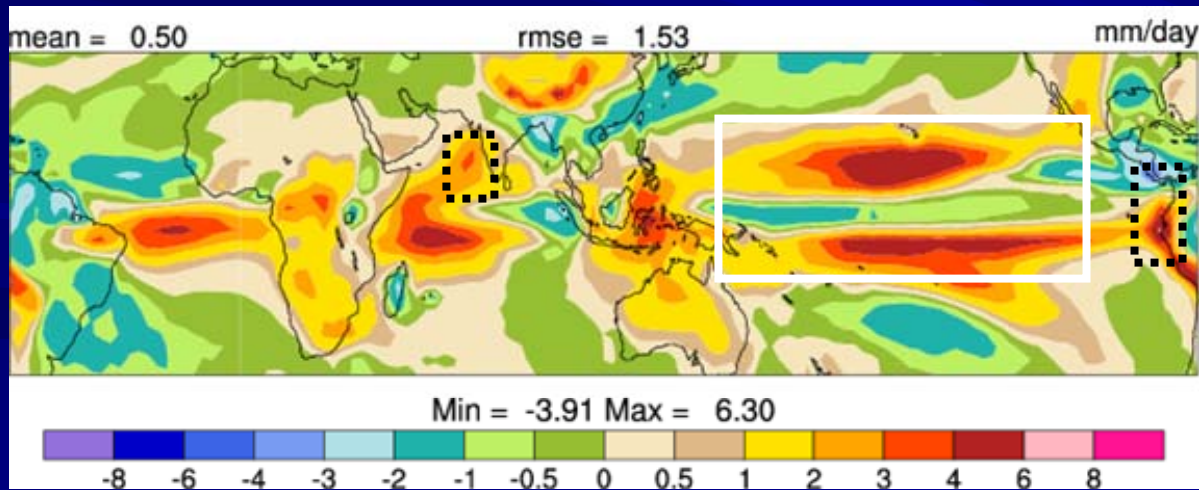 mean = 0.50 rmse = 1.53 mm/day
Min = -3.91 Max = 6.30
-8 -6 -4 -3 -2 -1 -0.5 0 0.5 1 2 3 4 6 8